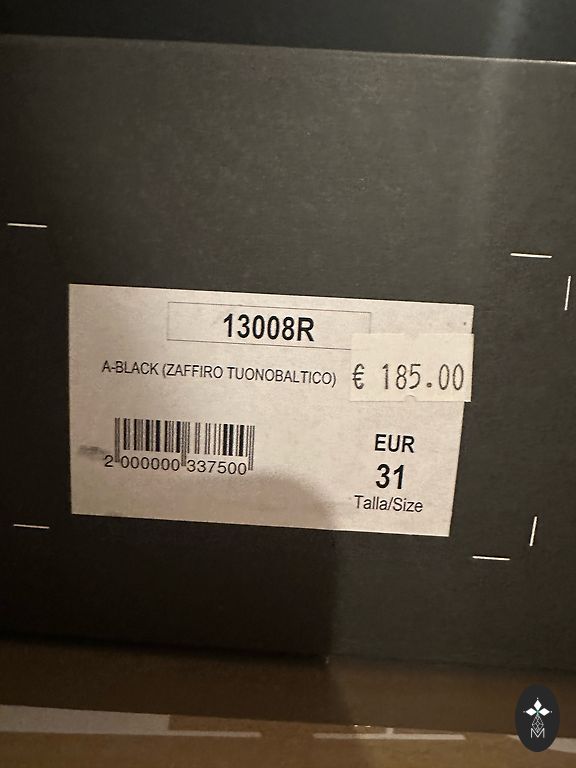 13008R
A-BLACK (ZAFFIRO TUONOBALTICO)
€ 185.00
2 000000 337500
EUR
31
Talla/Size
M